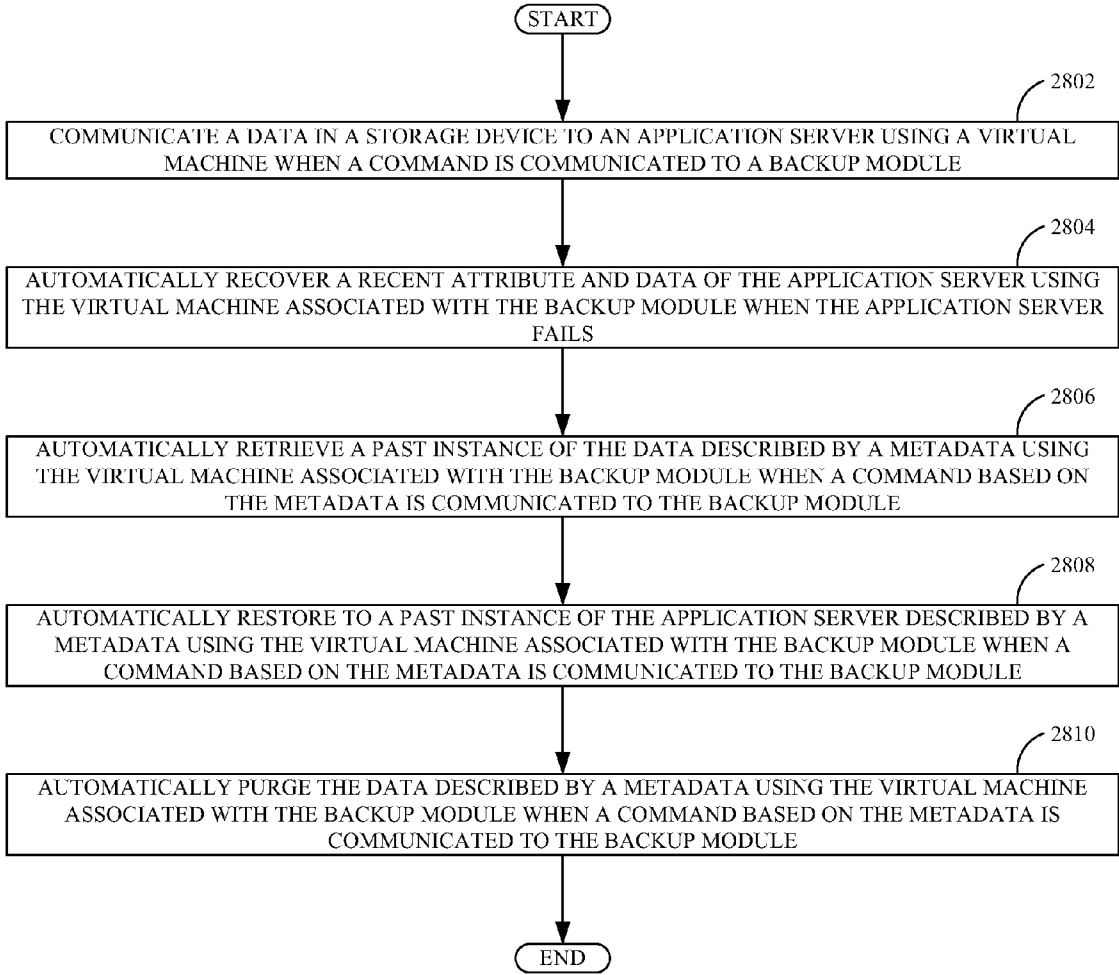 START
2802
COMMUNICATE A DATA IN A STORAGE DEVICE TO AN APPLICATION SERVER USING A VIRTUAL
MACHINE WHEN A COMMAND IS COMMUNICATED TO A BACKUP MODULE
2804
AUTOMATICALLY RECOVER A RECENT ATTRIBUTE AND DATA OF THE APPLICATION SERVER USING
THE VIRTUAL MACHINE ASSOCIATED WITH THE BACKUP MODULE WHEN THE APPLICATION SERVER
FAILS
2806
AUTOMATICALLY RETRIEVE A PAST INSTANCE OF THE DATA DESCRIBED BY A METADATA USING
THE VIRTUAL MACHINE ASSOCIATED WITH THE BACKUP MODULE WHEN A COMMAND BASED ON
THE METADATA IS COMMUNICATED TO THE BACKUP MODULE
2808
AUTOMATICALLY RESTORE TO A PAST INSTANCE OF THE APPLICATION SERVER DESCRIBED BY A
METADATA USING THE VIRTUAL MACHINE ASSOCIATED WITH THE BACKUP MODULE WHEN A
COMMAND BASED ON THE METADATA IS COMMUNICATED TO THE BACKUP MODULE
2810
AUTOMATICALLY PURGE THE DATA DESCRIBED BY A METADATA USING THE VIRTUAL MACHINE
ASSOCIATED WITH THE BACKUP MODULE WHEN A COMMAND BASED ON THE METADATA IS
COMMUNICATED TO THE BACKUP MODULE
END